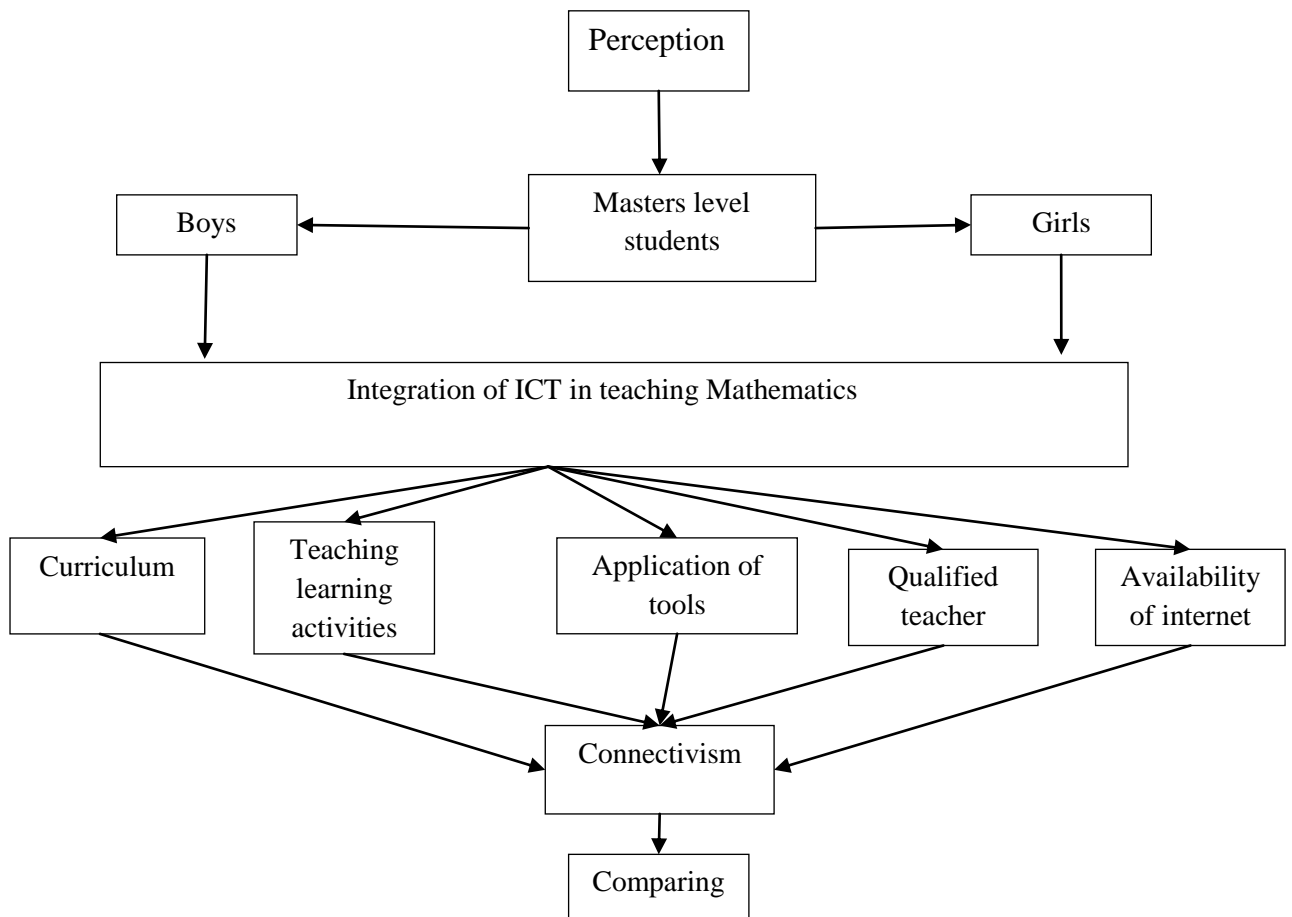 Perception
Masters level
students
Boys
Girls
Integration of ICT in teaching Mathematics
Curriculum
Teaching
learning
activities
Application of
tools
Qualified
teacher
Availability
of internet
Connectivism
Comparing